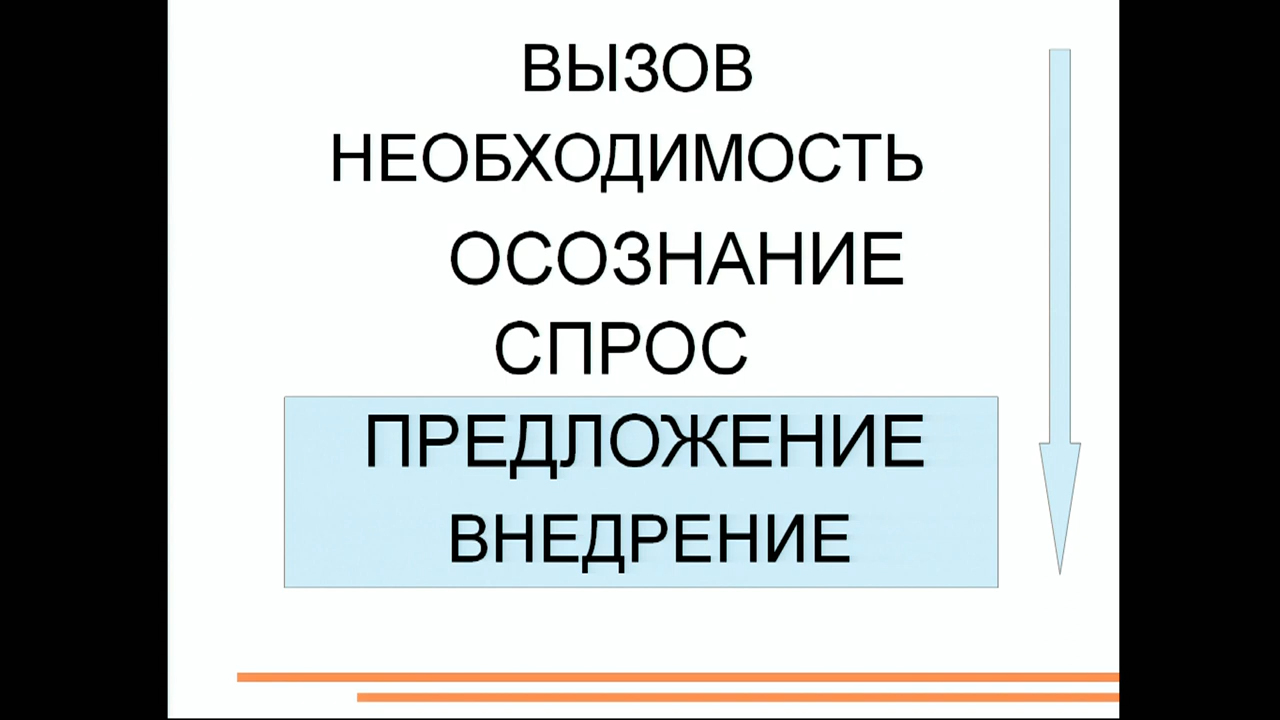 ВЫЗОВ
НЕОБХОДИМОСТЬ
ОСОЗНАНИЕ
СПРОС
ПРЕДЛОЖЕНИЕ
ВНЕДРЕНИЕ